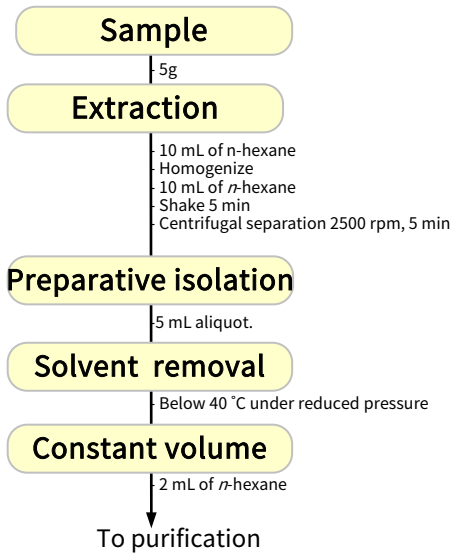 Sample
- 5g
Extraction
- 10 mL of n-hexane
- Homogenize
- 10 mL of n-hexane
- Shake 5 min
- Centrifugal separation 2500 rpm, 5 min
Preparative isolation
-5 mL aliquot.
Solvent removal
- Below 40 ˚C under reduced pressure
Constant volume
- 2 mL of n-hexane
To purification